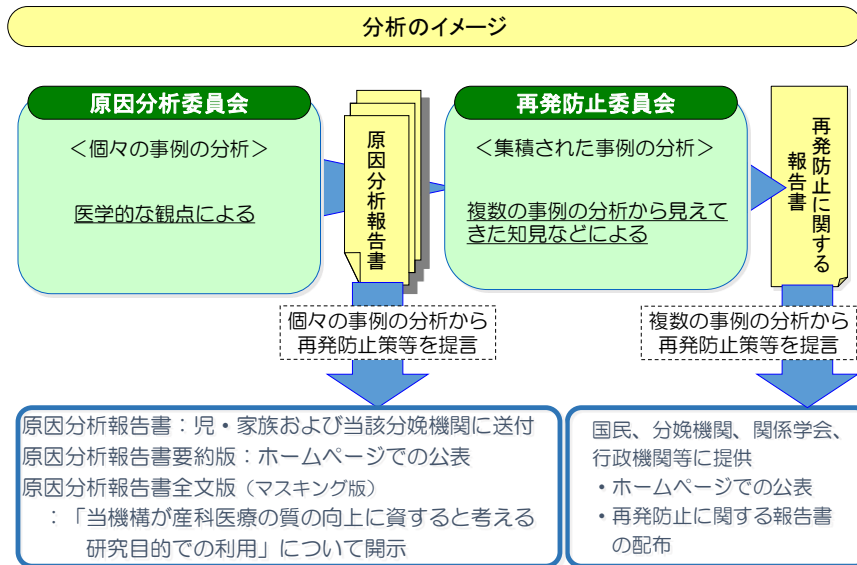 分析のイメージ
原因分析委員会
＜個々の事例の分析＞
医学的な観点による
原因分析報告書
再発防止委員会
＜集積された事例の分析＞
複数の事例の分析から見えて
きた知見などによる
再発防止に関する
報告書
個々の事例の分析から
再発防止策等を提言
複数の事例の分析から
再発防止策等を提言
原因分析報告書：児・家族および当該分娩機関に送付
原因分析報告書要約版：ホームページでの公表
原因分析報告書全文版（マスキング版）
：「当機構が産科医療の質の向上に資すると考える
研究目的での利用」について開示
国民、分娩機関、関係学会、
行政機関等に提供
・ホームページでの公表
・再発防止に関する報告書
の配布